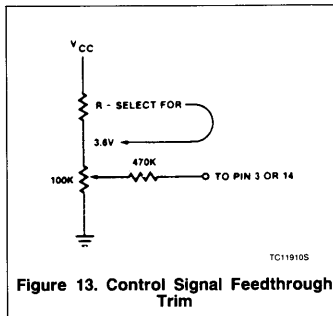 VCC
R - SELECT FOR
3.6V
470K
100K
TO PIN 3 OR 14
TC11910S
Figure 13. Control Signal Feedthrough
Trim